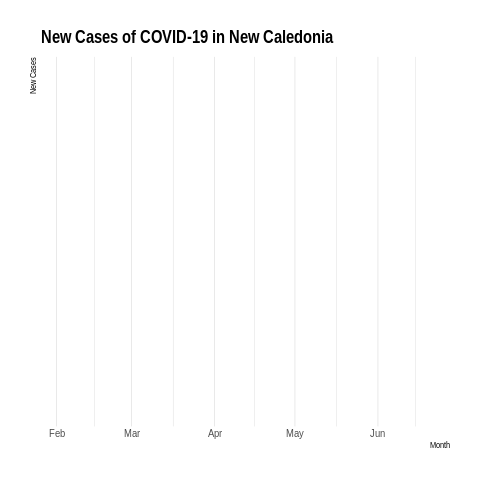 New Cases of COVID-19 in New Caledonia
New Cases
Feb Mar Apr May Jun
Month